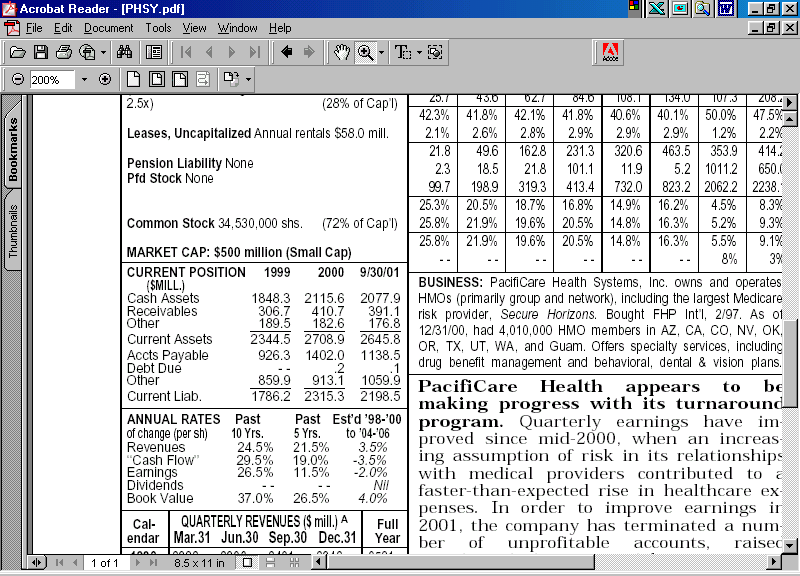 Acrobat Reader - [PHSY.pdf]
File Edit Document Tools View Window Help
200%
Bookmarks
Thumbnails
2.5x) (28% of Cap'l)
Leases, Uncapitalized Annual rentals $58.0 mill.
Pension Liability None
Pfd Stock None
Common Stock 34,530,000 shs. (72% of Cap'l)
MARKET CAP: $500 million (Small Cap)
CURRENT POSITION 1999 2000 9/30/01
($MILL.)
Cash Assets 1848.3 2115.6 2077.9
Receivables 306.7 410.7 391.1
Other 189.5 182.6 176.8
Current Assets 2344.5 2708.9 2645.8
Accts Payable 926.3 1402.0 1138.5
Debt Due - - .2 .1
Other 859.9 913.1 1059.9
Current Liab. 1786.2 2315.3 2198.5
ANNUAL RATES Past Past Est'd '98-'00
of change (per sh) 10 Yrs. 5 Yrs. to '04-'06
Revenues 24.5% 21.5% 3.5%
"Cash Flow" 29.5% 19.0% -3.5%
Earnings 26.5% 11.5% -2.0%
Dividends - - - - Nil
Book Value 37.0% 26.5% 4.0%
Cal- QUARTERLY REVENUES ($ mill.) A Full
endar Mar.31 Jun.30 Sep.30 Dec.31 Year
25.7 43.6 62.7 84.6 108.1 134.0 107.3 208.2
42.3% 41.8% 42.1% 41.8% 40.6% 40.1% 50.0% 47.5%
2.1% 2.6% 2.8% 2.9% 2.9% 2.9% 1.2% 2.2%
21.8 49.6 162.8 231.3 320.6 463.5 353.9 414.2
2.3 18.5 21.8 101.1 11.9 5.2 1011.2 650.
99.7 198.9 319.3 413.4 732.0 823.2 2062.2 2238.
25.3% 20.5% 18.7% 16.8% 14.9% 16.2% 4.5% 8.3%
25.8% 21.9% 19.6% 20.5% 14.8% 16.3% 5.2% 9.3%
25.8% 21.9% 19.6% 20.5% 14.8% 16.3% 5.5% 9.1%
- - - - - - - - - - - - 8% 3%
BUSINESS: PacifiCare Health Systems, Inc. owns and operates
HMOs (primarily group and network), including the largest Medicare
risk provider, Secure Horizons. Bought FHP Int'l, 2/97. As of
12/31/00, had 4,010,000 HMO members in AZ, CA, CO, NV, OK,
OR, TX, UT, WA, and Guam. Offers specialty services, including
drug benefit management and behavioral, dental & vision plans.
PacifiCare Health appears to be
making progress with its turnaround
program. Quarterly earnings have im-
proved since mid-2000, when an increas-
ing assumption of risk in its relationships
with medical providers contributed to a
faster-than-expected rise in healthcare ex-
penses. In order to improve earnings in
2001, the company has terminated a num-
ber of unprofitable accounts, raised
1 of 1
8.5 x 11 in